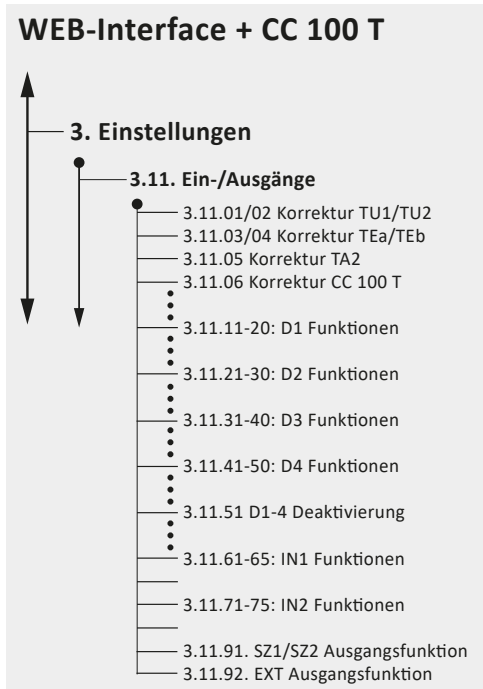 WEB-Interface + CC 100 T
3. Einstellungen
3.11. Ein-/Ausgänge
3.11.01/02 Korrektur TU1/TU2
3.11.03/04 Korrektur TEa/TEb
3.11.05 Korrektur TA2
3.11.06 Korrektur CC 100 T
3.11.11-20: D1 Funktionen
3.11.21-30: D2 Funktionen
3.11.31-40: D3 Funktionen
3.11.41-50: D4 Funktionen
3.11.51 D1-4 Deaktivierung
3.11.61-65: IN1 Funktionen
3.11.71-75: IN2 Funktionen
3.11.91. SZ1/SZ2 Ausgangsfunktion
3.11.92. EXT Ausgangsfunktion